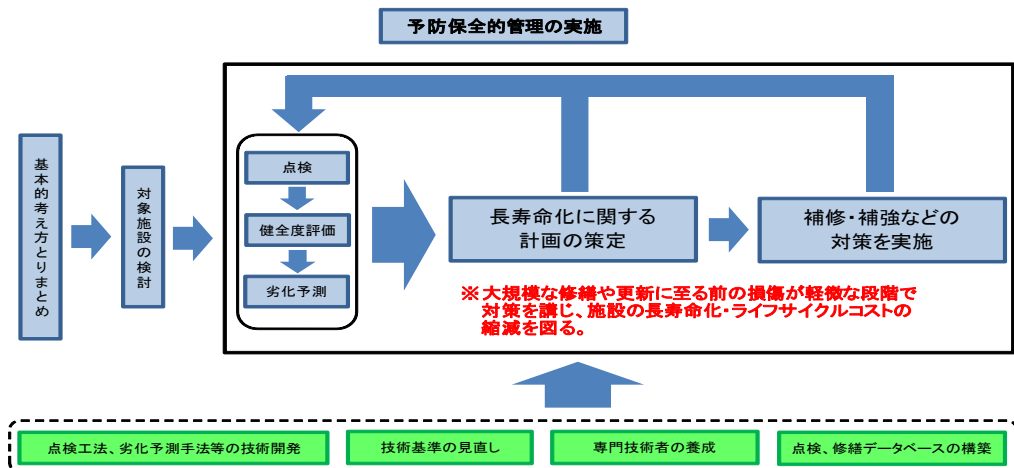 予防保全的管理の実施
基本的考え方とりまとめ
対象施設の検討
点検
健全度評価
劣化予測
長寿命化に関する
計画の策定
補修・補強などの
対策を実施
※大規模な修繕や更新に至る前の損傷が軽微な段階で
対策を講じ、施設の長寿命化・ライフサイクルコストの
縮減を図る。
点検工法、劣化予測手法等の技術開発
技術基準の見直し
専門技術者の養成
点検、修繕データベースの構築